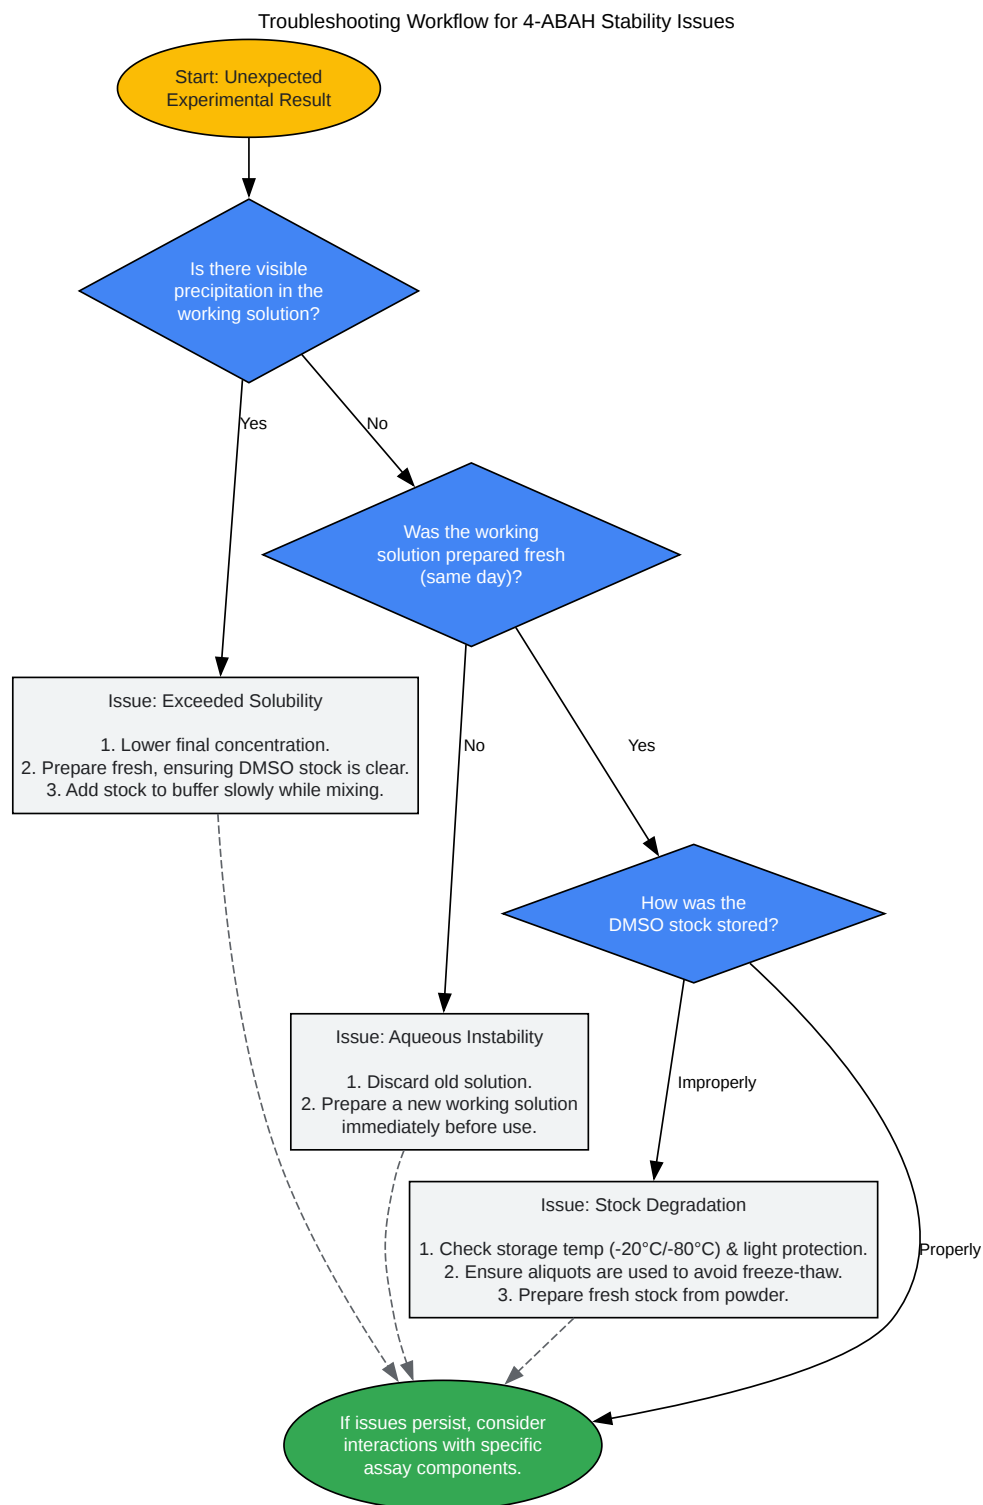 Troubleshooting Workflow for 4-ABAH Stability Issues
Start: Unexpected
Experimental Result
Is there visible
precipitation in the
working solution?
Yes
No
Was the working
solution prepared fresh
(same day)?
Issue: Exceeded Solubility
1. Lower final concentration.
2. Prepare fresh, ensuring DMSO stock is clear.
3. Add stock to buffer slowly while mixing.
No
Yes
How was the
DMSO stock stored?
Issue: Aqueous Instability
1. Discard old solution.
2. Prepare a new working solution
immediately before use.
Improperly
Properly
Issue: Stock Degradation
1. Check storage temp (-20°C/-80°C) & light protection.
2. Ensure aliquots are used to avoid freeze-thaw.
3. Prepare fresh stock from powder.
If issues persist, consider
interactions with specific
assay components.